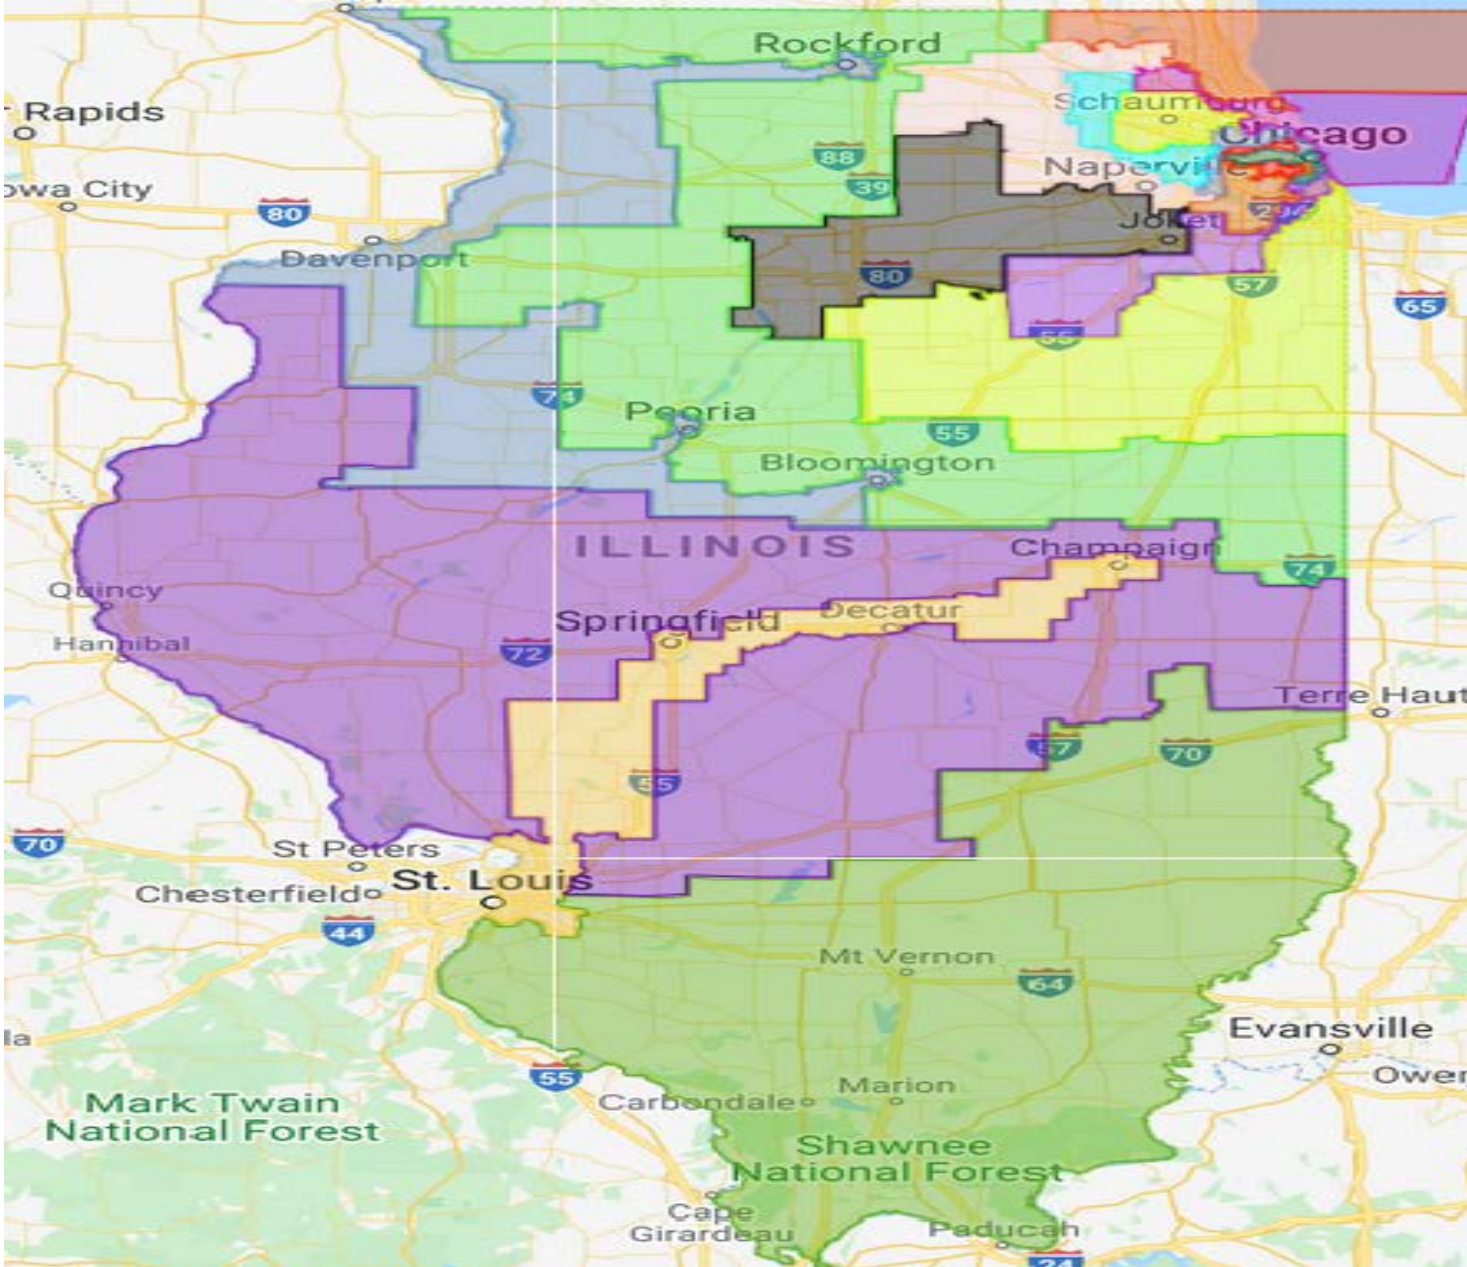 Rockford
Rapids
Schaumburg
Chicago
88
Naperville
39
owa City
80
294
Joliet
Davenport
80
57
65
55
74
Peoria
55
Bloomington
ILLINOIS
Champaign
74
Quincy
Springfield
Decatur
Hannibal
72
Terre Haut
57
70
55
70
St Peters
St. Louis
Chesterfield
44
Mt Vernon
64
Evansville
la
55
Owen
Marion
Carbondale
Mark Twain
National Forest
Shawnee
National Forest
Cape
Girardeau
Paducah
24